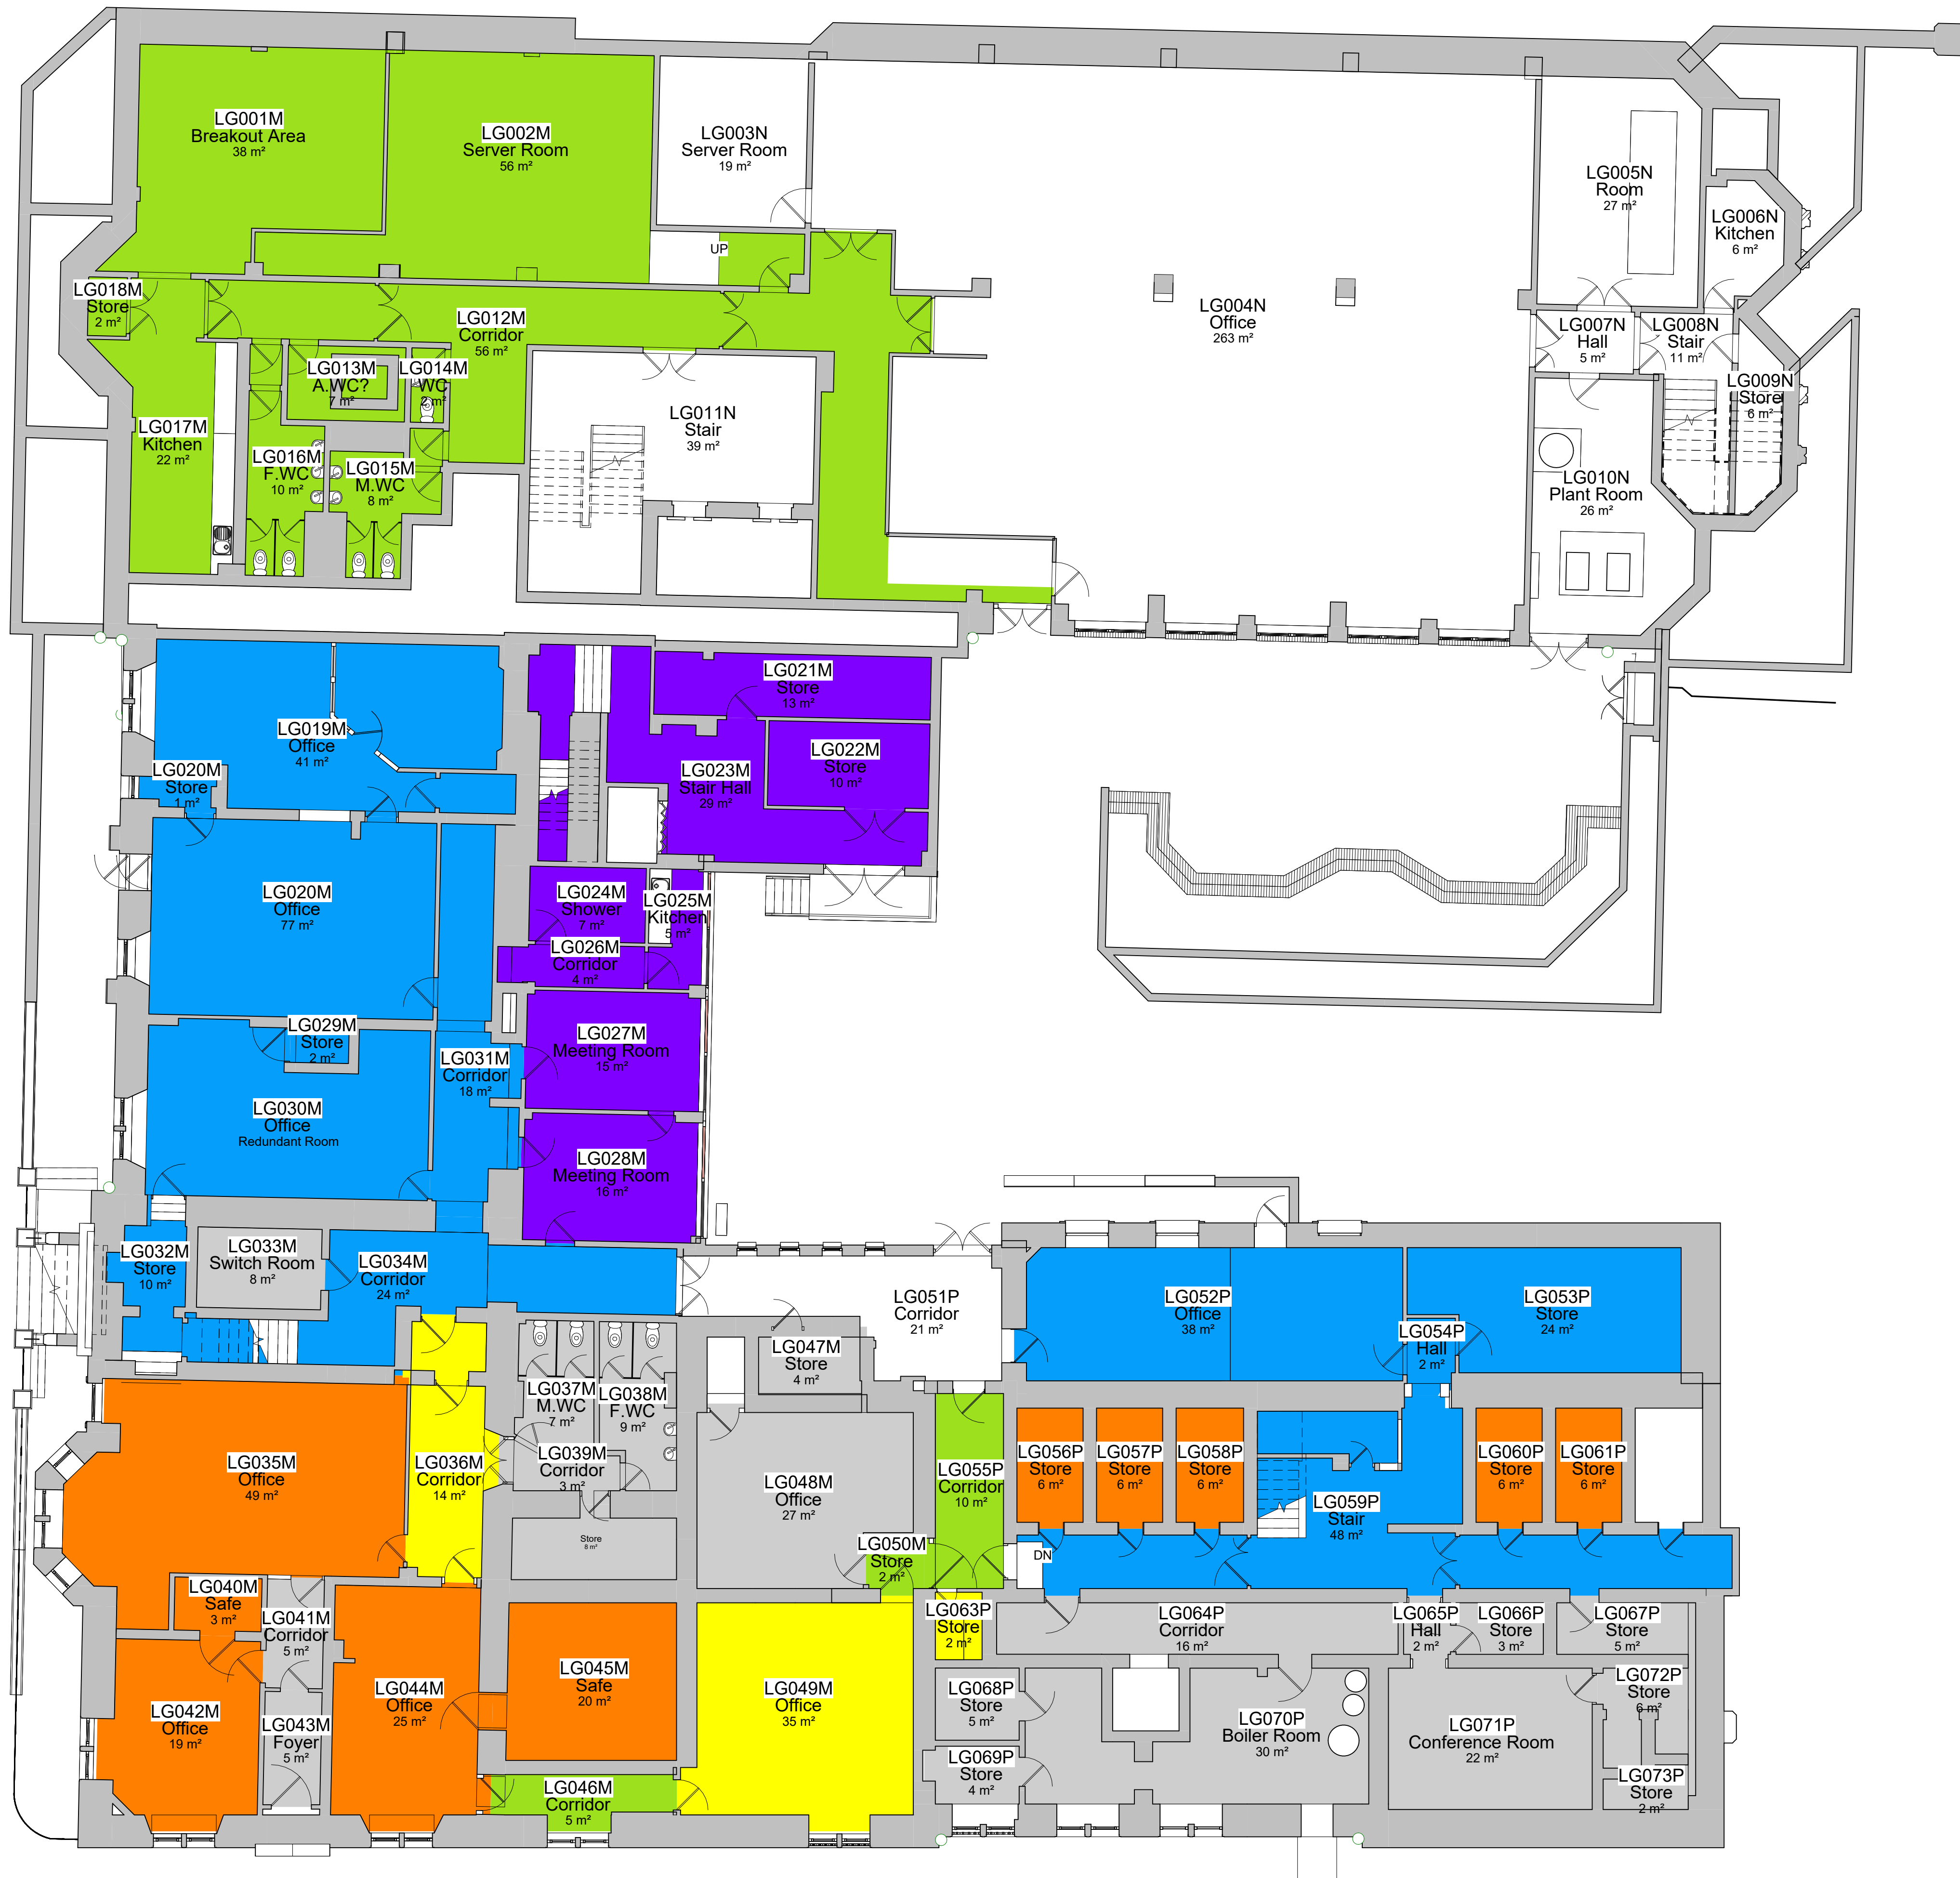 LG001M
Breakout Area
38 m²
LG002M
Server Room
56 m²
LG003N
Server Room
19 m²
LG004N
Office
263 m²
LG005N
Room
27 m²
LG006N
Kitchen
6 m²
UP
LG007N
Hall
5 m²
LG008N
Stair
11 m²
LG009N
Store
6 m²
LG010N
Plant Room
26 m²
LG011N
Stair
39 m²
LG012M
Corridor
56 m²
LG013M
A.WC?
7 m²
LG014M
WC
2 m²
LG015M
M.WC
8 m²
LG016M
F.WC
10 m²
LG017M
Kitchen
22 m²
LG018M
Store
2 m²
LG019M
Office
41 m²
LG020M
Store
1 m²
LG020M
Office
77 m²
LG021M
Store
13 m²
LG022M
Store
10 m²
LG023M
Stair Hall
29 m²
LG024M
Shower
7 m²
LG025M
Kitchen
5 m²
LG026M
Corridor
4 m²
LG027M
Meeting Room
15 m²
LG028M
Meeting Room
16 m²
LG029M
Store
2 m²
LG030M
Office
Redundant Room
LG031M
Corridor
18 m²
LG032M
Store
10 m²
LG033M
Switch Room
8 m²
LG034M
Corridor
24 m²
LG035M
Office
49 m²
LG036M
Corridor
14 m²
LG037M
M.WC
7 m²
LG038M
F.WC
9 m²
LG039M
Corridor
3 m²
Store
8 m²
LG040M
Safe
3 m²
LG041M
Corridor
5 m²
LG042M
Office
19 m²
LG043M
Foyer
5 m²
LG044M
Office
25 m²
LG045M
Safe
20 m²
LG046M
Corridor
5 m²
LG047M
Store
4 m²
LG048M
Office
27 m²
LG049M
Office
35 m²
LG050M
Store
2 m²
LG051P
Corridor
21 m²
LG052P
Office
38 m²
LG053P
Store
24 m²
LG054P
Hall
2 m²
LG055P
Corridor
10 m²
LG056P
Store
6 m²
LG057P
Store
6 m²
LG058P
Store
6 m²
LG059P
Stair
48 m²
LG060P
Store
6 m²
LG061P
Store
6 m²
DN
LG063P
Store
2 m²
LG064P
Corridor
16 m²
LG065P
Hall
2 m²
LG066P
Store
3 m²
LG067P
Store
5 m²
LG068P
Store
5 m²
LG069P
Store
4 m²
LG070P
Boiler Room
30 m²
LG071P
Conference Room
22 m²
LG072P
Store
6 m²
LG073P
Store
2 m²